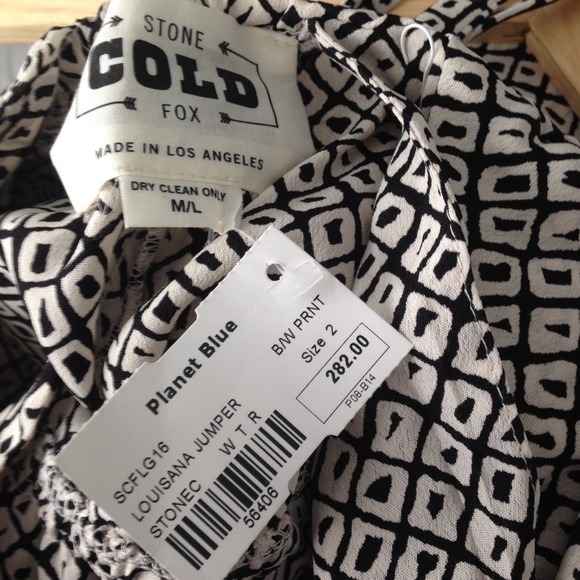 STONE
COLD
FOX
MADE IN LOS ANGELES
DRY CLEAN ONLY
M/L
Planet Blue
B/W PRNT
Size 2
282.00
P08-B14
SCFLG16
LOUISANA JUMPER
STONEC W T R
56406